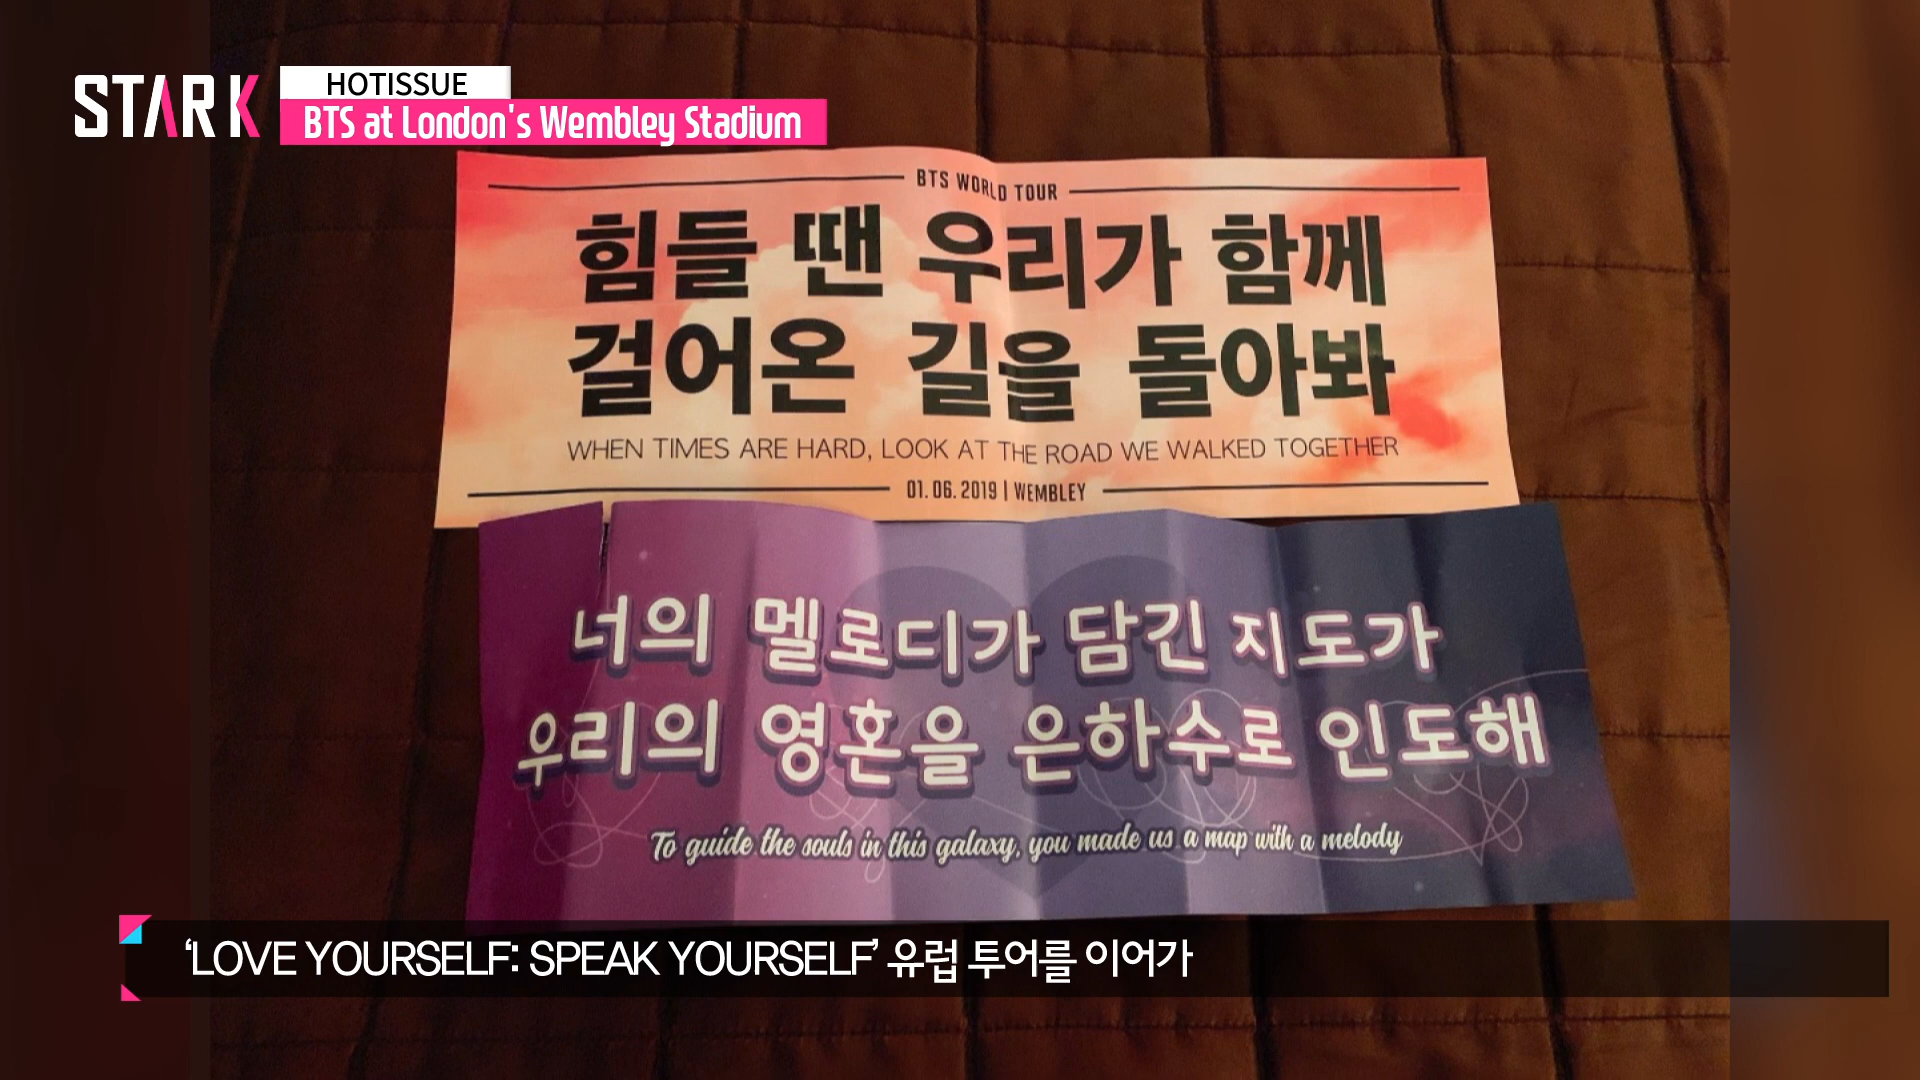 STARK
HOTISSUE
BTS at London's Wembley Stadium
BTS WORLD TOUR
힘들 땐 우리가 함께
걸어온 길을 돌아봐
WHEN TIMES ARE HARD, LOOK AT THE ROAD WE WALKED TOGETHER
01.06.2019 | WEMBLEY
너의 멜로디가 담긴 지도가
우리의 영혼을 은하수로 인도해
To guide the souls in this galaxy, you made us a map with a melody
‘LOVE YOURSELF: SPEAK YOURSELF’ 유럽 투어를 이어가